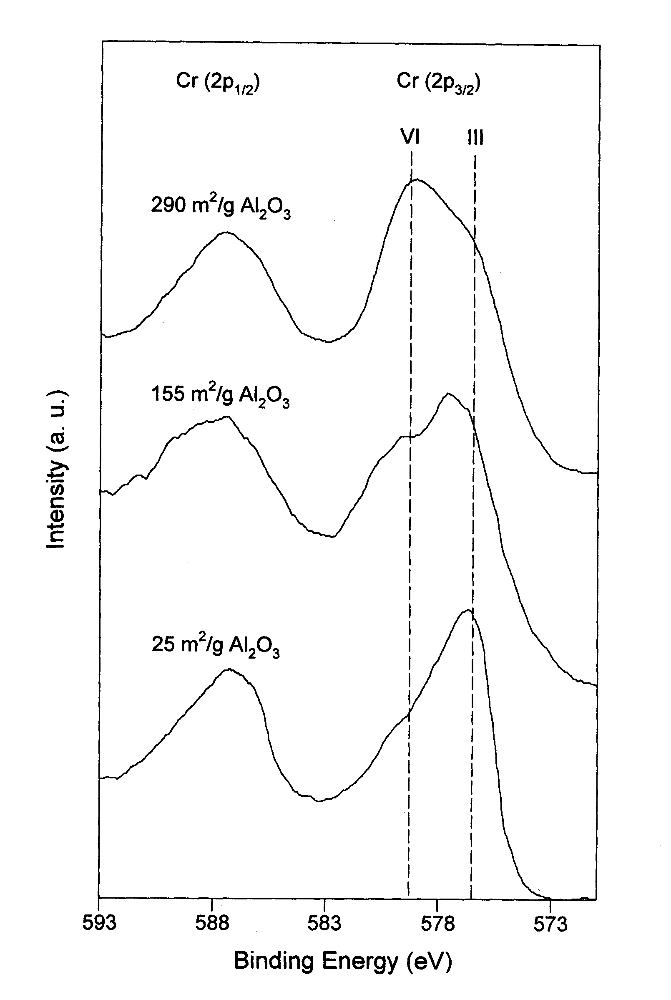 Cr (2p1/2) Cr (2p3/2)
VI III
290 m²/g Al₂O₃
155 m²/g Al₂O₃
25 m²/g Al₂O₃
Intensity (a. u.)
593 588 583 578 573
Binding Energy (eV)